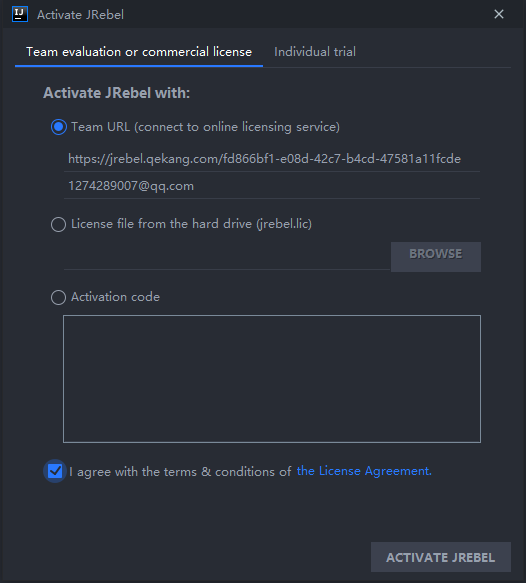 IJ
Activate JRebel
Team evaluation or commercial license
Individual trial
Activate JRebel with:
Team URL (connect to online licensing service)
https://jrebel.qekang.com/fd866bf1-e08d-42c7-b4cd-47581a11fcde
1274289007@qq.com
License file from the hard drive (jrebel.lic)
BROWSE
Activation code
I agree with the terms & conditions of the License Agreement.
ACTIVATE JREBEL